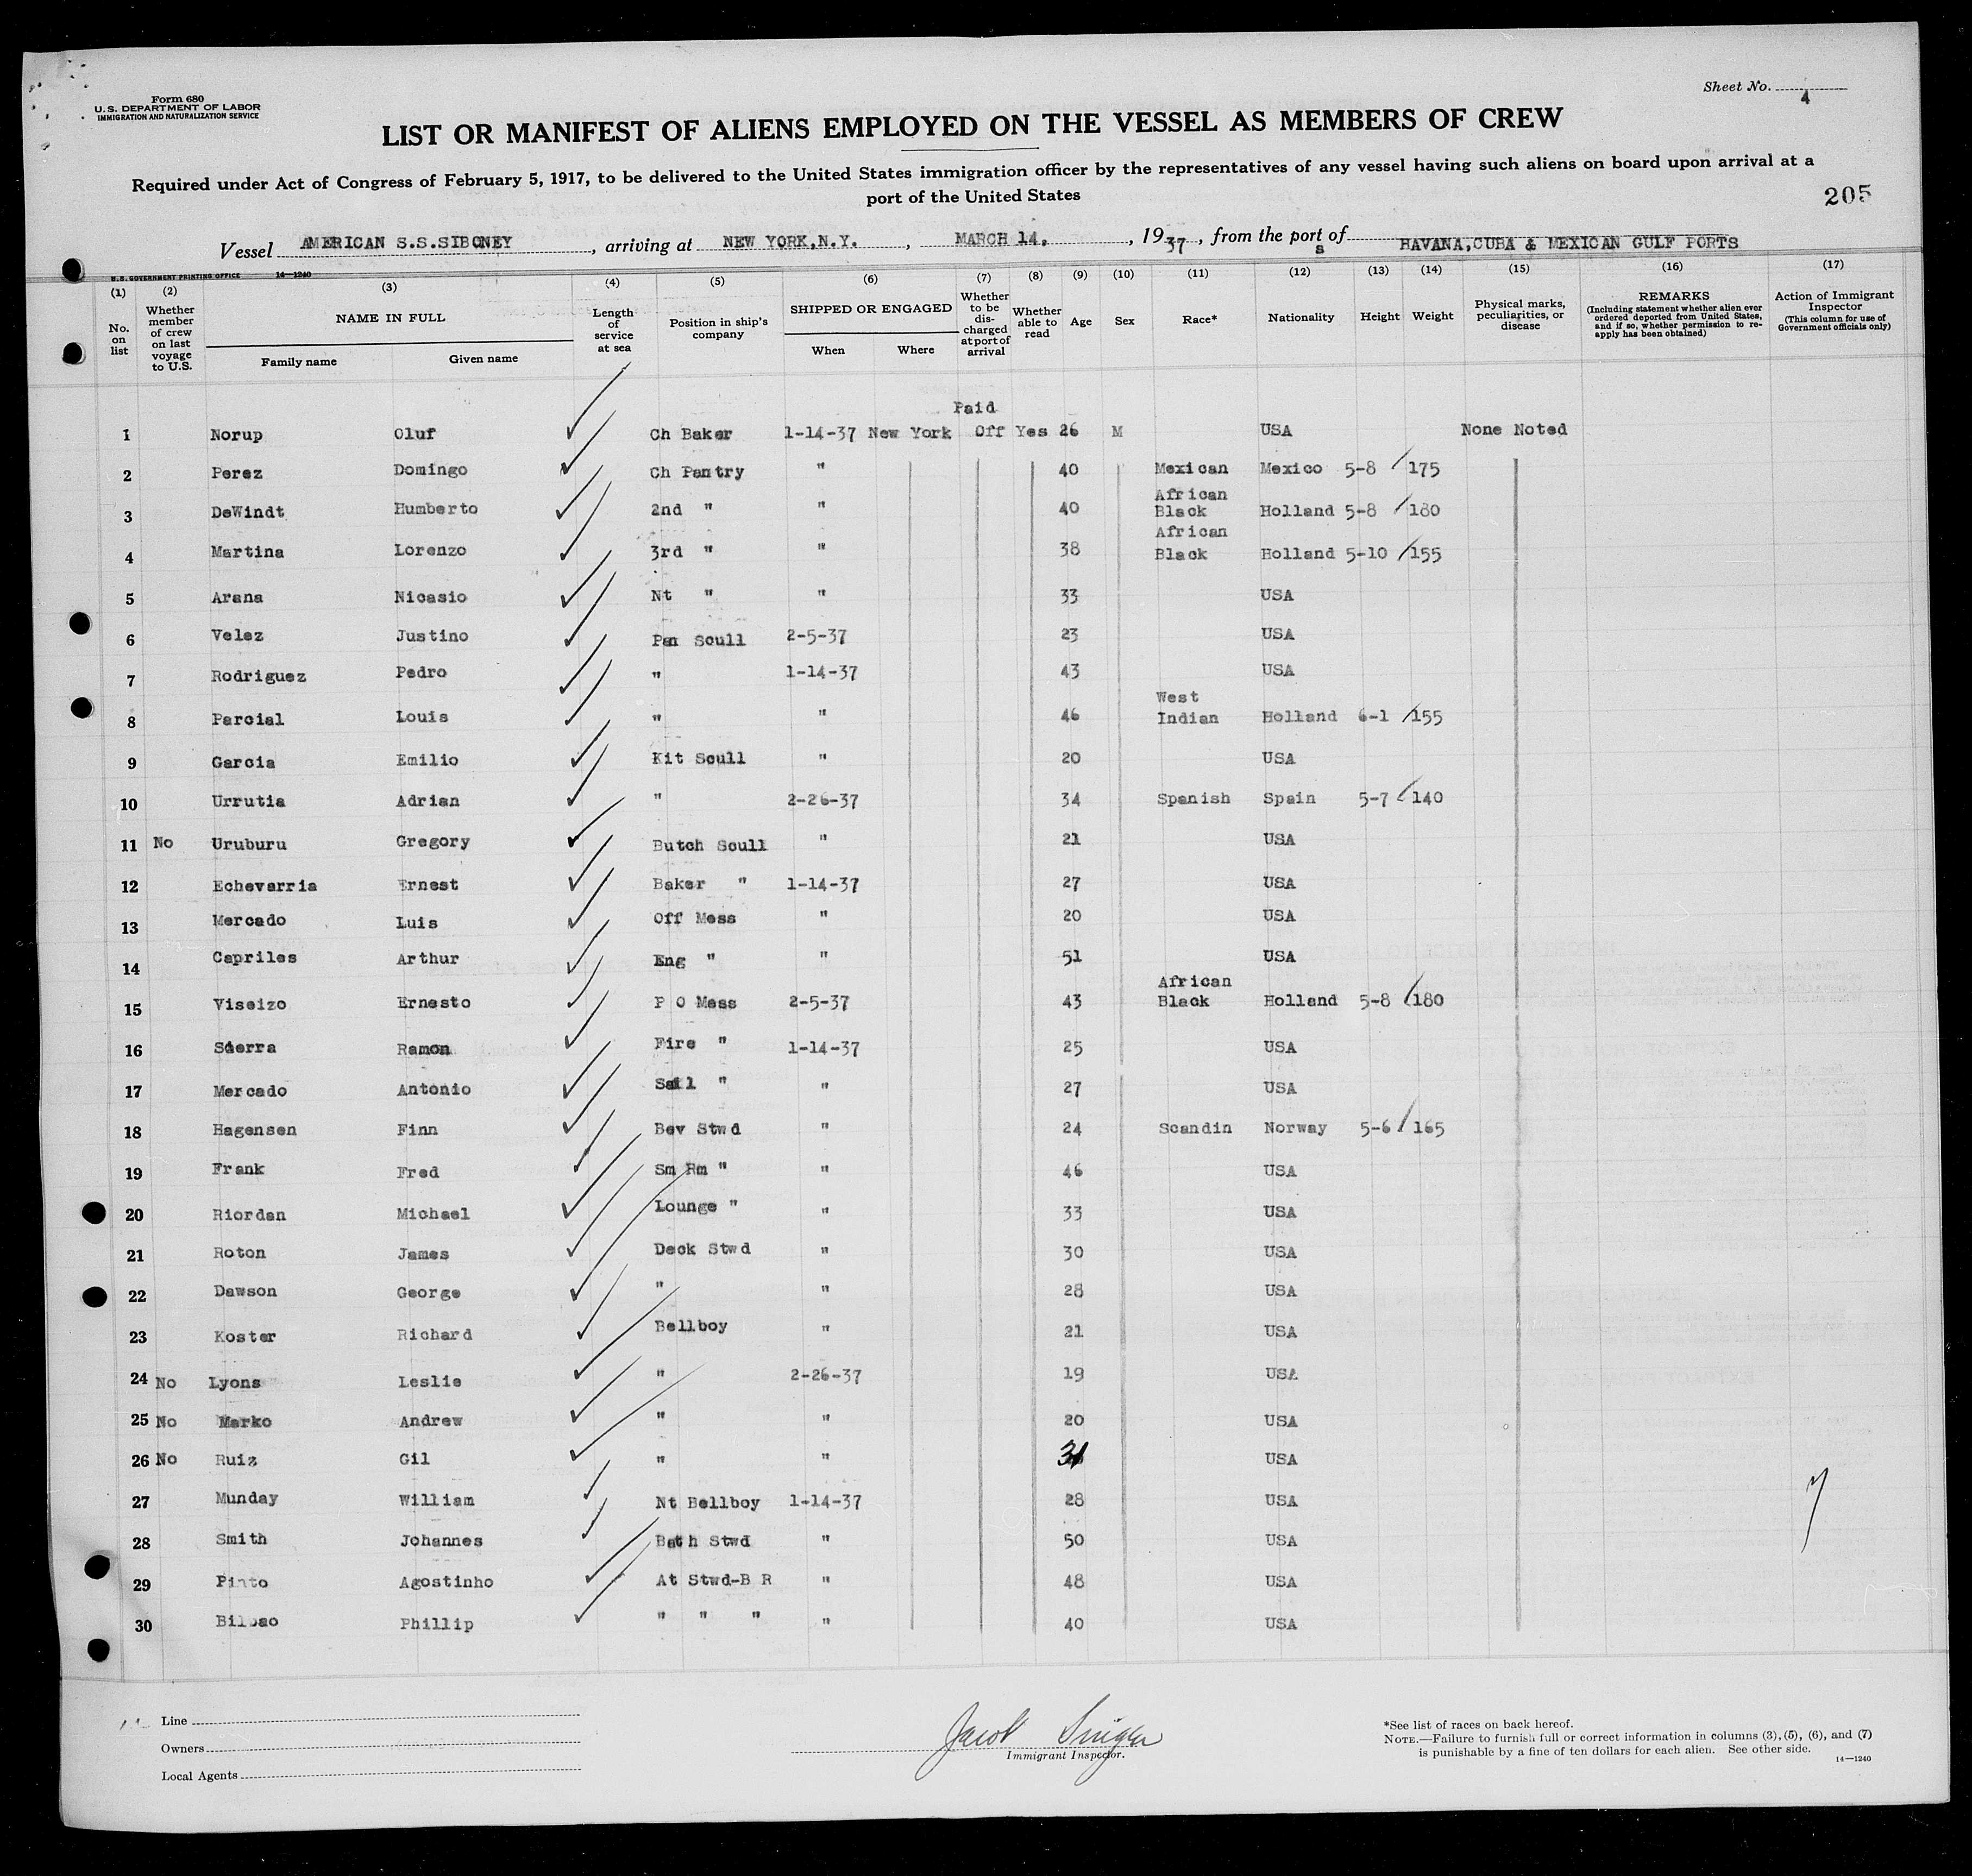 Form 680
U.S. DEPARTMENT OF LABOR
IMMIGRATION AND NATURALIZATION SERVICE
Sheet No. 4
LIST OR MANIFEST OF ALIENS EMPLOYED ON THE VESSEL AS MEMBERS OF CREW
Required under Act of Congress of February 5, 1917, to be delivered to the United States immigration officer by the representatives of any vessel having such aliens on board upon arrival at a
port of the United States
205
Vessel AMERICAN S.S.SIBONEY, arriving at NEW YORK,N.Y., MARCH 14, 1937, from the ports of HAVANA,CUBA & MEXICAN GULF PORTS
U.S. GOVERNMENT PRINTING OFFICE 14—1240
(1) No. on list
(2) Whether member of crew on last voyage to U.S.
(3) NAME IN FULL
Family name Given name
(4) Length of service at sea
(5) Position in ship's company
(6) SHIPPED OR ENGAGED
When Where
(7) Whether to be discharged at port of arrival
(8) Whether able to read
(9) Age
(10) Sex
(11) Race*
(12) Nationality
(13) Height
(14) Weight
(15) Physical marks, peculiarities, or disease
(16) REMARKS
(Including statement whether alien ever ordered deported from United States, and if so, whether permission to re-apply has been obtained)
(17) Action of Immigrant Inspector
(This column for use of Government officials only)
Paid
1 Norup Oluf Ch Baker 1-14-37 New York Off Yes 26 M USA None Noted
2 Perez Domingo Ch Pantry " 40 Mexican Mexico 5-8 175
3 DeWindt Humberto 2nd " " 40 African Black Holland 5-8 180
4 Martina Lorenzo 3rd " " 38 African Black Holland 5-10 155
5 Arana Nicasio Nt " " 33 USA
6 Velez Justino Pan Scull 2-5-37 23 USA
7 Rodriguez Pedro " 1-14-37 43 USA
8 Parcial Louis " " 46 West Indian Holland 6-1 155
9 Garcia Emilio Kit Scull " 20 USA
10 Urrutia Adrian " 2-26-37 34 Spanish Spain 5-7 140
11 No Uruburu Gregory Butch Scull " 21 USA
12 Echevarria Ernest Baker " 1-14-37 27 USA
13 Mercado Luis Off Mess " 20 USA
14 Capriles Arthur Eng " " 51 USA
15 Viseizo Ernesto P O Mess 2-5-37 43 African Black Holland 5-8 180
16 Sierra Ramon Fire " 1-14-37 25 USA
17 Mercado Antonio Sail " " 27 USA
18 Hagensen Finn Bev Stwd " 24 Scandin Norway 5-6 165
19 Frank Fred Sm Rm " " 46 USA
20 Riordan Michael Lounge " " 33 USA
21 Roton James Deck Stwd " 30 USA
22 Dawson George " " 28 USA
23 Koster Richard Bellboy " 21 USA
24 No Lyons Leslie " 2-26-37 19 USA
25 No Marko Andrew " " 20 USA
26 No Ruiz Gil " " 31 USA
27 Munday William Nt Bellboy 1-14-37 28 USA
28 Smith Johannes Bath Stwd " 50 USA
29 Pinto Agostinho At Stwd-B R " 48 USA
30 Bilbao Phillip " " " " 40 USA
Line
Owners
Local Agents
Jacob
Immigrant Inspector.
*See list of races on back hereof.
NOTE.—Failure to furnish full or correct information in columns (3), (5), (6), and (7)
is punishable by a fine of ten dollars for each alien. See other side.
14—1240